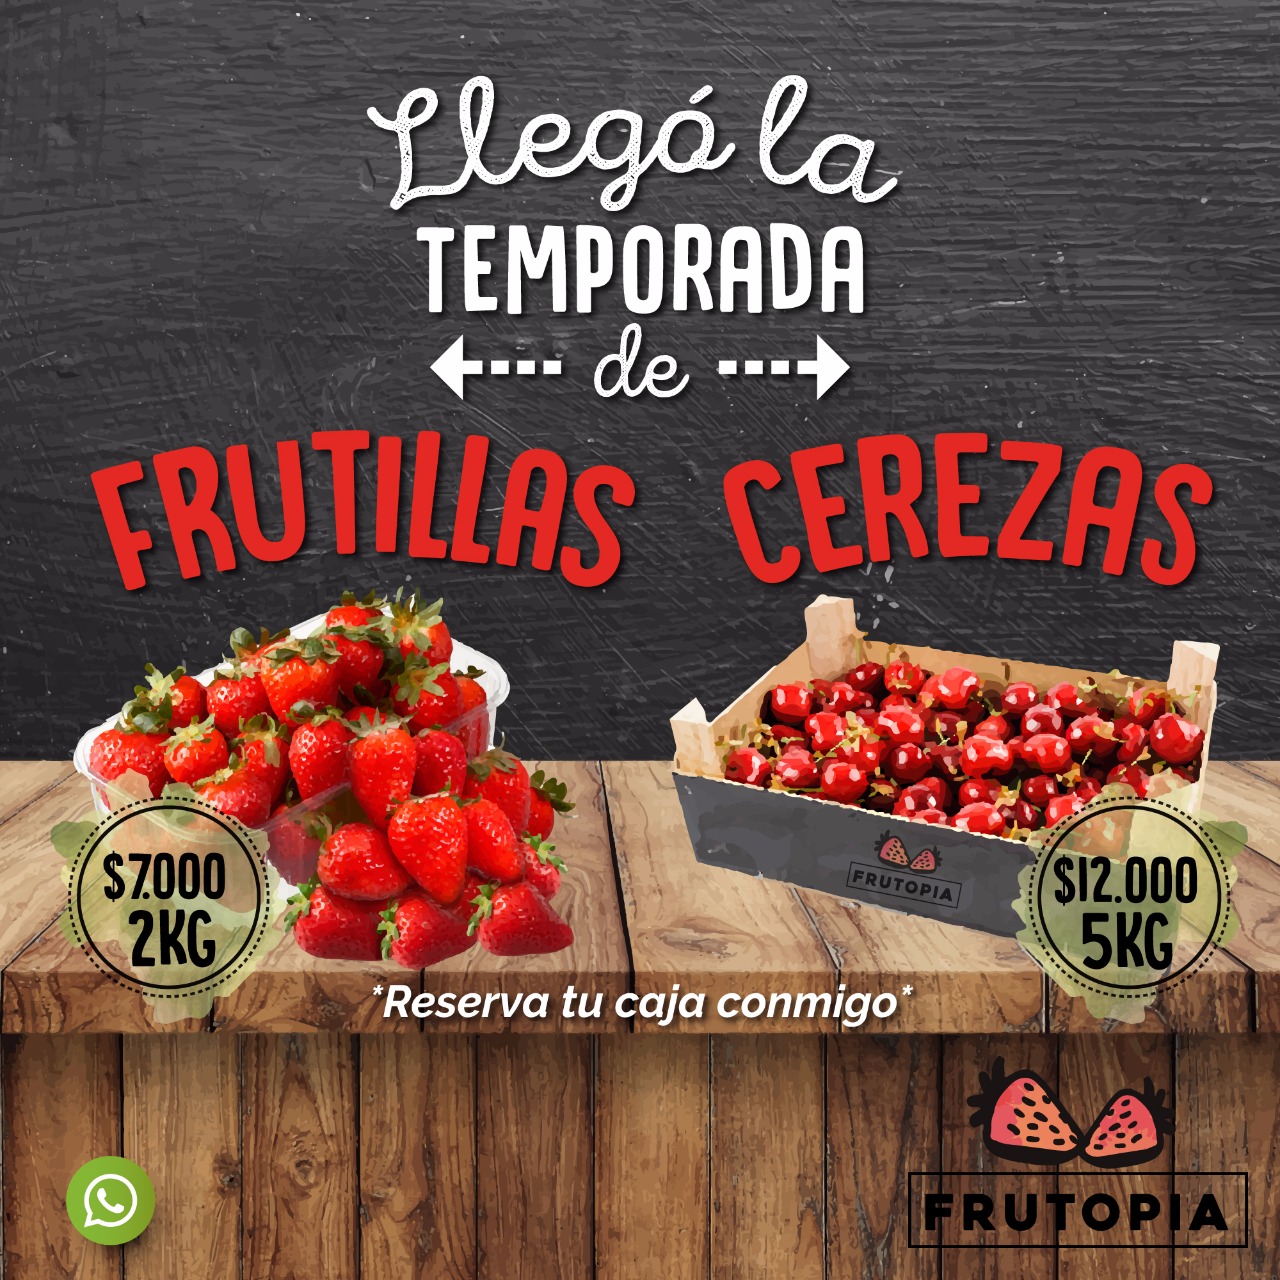 Llegó la
TEMPORADA
de
FRUTILLAS CEREZAS
$7.000
2KG
FRUTOPIA
$12.000
5KG
*Reserva tu caja conmigo*
FRUTOPIA